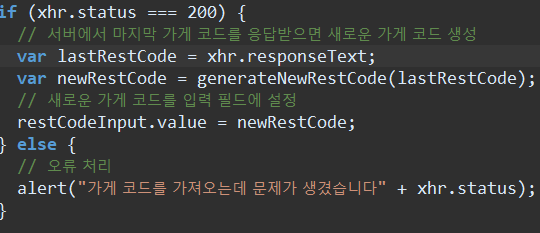 if (xhr.status === 200) {
// 서버에서 마지막 가게 코드를 응답받으면 새로운 가게 코드 생성
var lastRestCode = xhr.responseText;
var newRestCode = generateNewRestCode(lastRestCode);
// 새로운 가게 코드를 입력 필드에 설정
restCodeInput.value = newRestCode;
} else {
// 오류 처리
alert("가게 코드를 가져오는데 문제가 생겼습니다" + xhr.status);
}